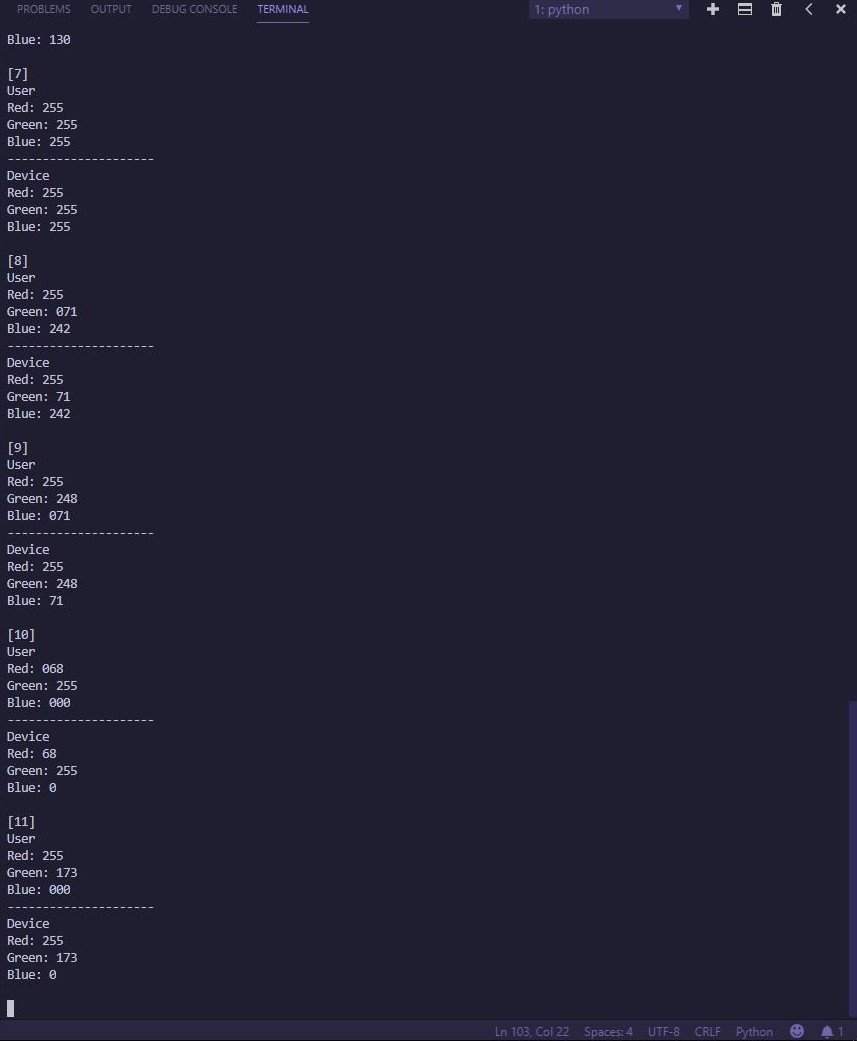 PROBLEMS OUTPUT DEBUG CONSOLE TERMINAL 1: python
Blue: 130
[7]
User
Red: 255
Green: 255
Blue: 255
---------------------
Device
Red: 255
Green: 255
Blue: 255
[8]
User
Red: 255
Green: 071
Blue: 242
---------------------
Device
Red: 255
Green: 71
Blue: 242
[9]
User
Red: 255
Green: 248
Blue: 071
---------------------
Device
Red: 255
Green: 248
Blue: 71
[10]
User
Red: 068
Green: 255
Blue: 000
---------------------
Device
Red: 68
Green: 255
Blue: 0
[11]
User
Red: 255
Green: 173
Blue: 000
---------------------
Device
Red: 255
Green: 173
Blue: 0
Ln 103, Col 22 Spaces: 4 UTF-8 CRLF Python 1